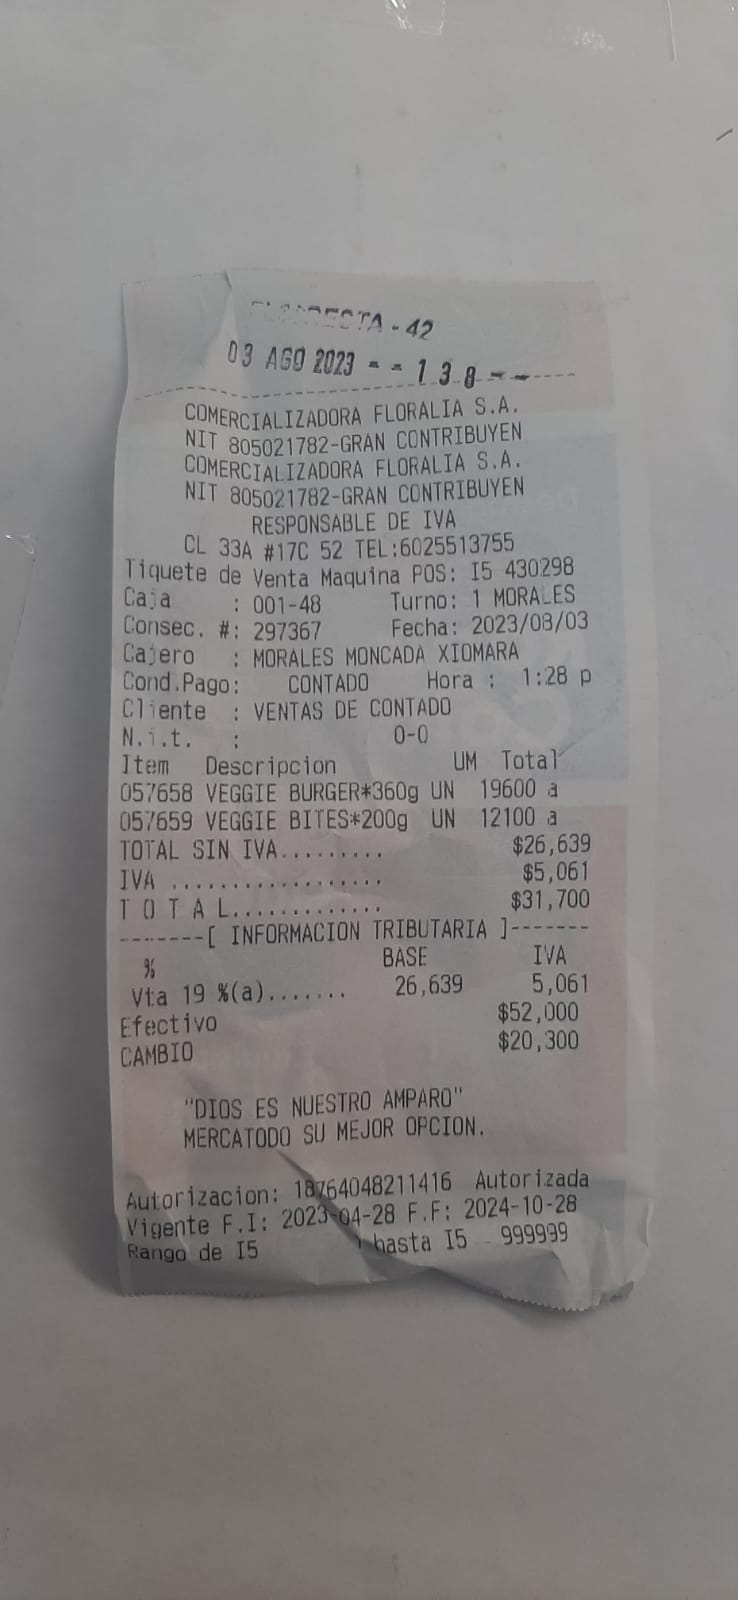 - 42
03 AGO 2023 - - 1 3 8 - -
COMERCIALIZADORA FLORALIA S.A.
NIT 805021782-GRAN CONTRIBUYEN
COMERCIALIZADORA FLORALIA S.A.
NIT 805021782-GRAN CONTRIBUYEN
RESPONSABLE DE IVA
CL 33A #17C 52 TEL:6025513755
Tiquete de Venta Maquina POS: I5 430298
Caja : 001-48 Turno: 1 MORALES
Consec. #: 297367 Fecha: 2023/08/03
Cajero : MORALES MONCADA XIOMARA
Cond.Pago: CONTADO Hora : 1:28 p
Cliente : VENTAS DE CONTADO
N.i.t. : 0-0
Item Descripcion UM Total
057658 VEGGIE BURGER*360g UN 19600 a
057659 VEGGIE BITES*200g UN 12100 a
TOTAL SIN IVA......... $26,639
IVA .................. $5,061
T O T A L............. $31,700
-------[ INFORMACION TRIBUTARIA ]-------
% BASE IVA
Vta 19 %(a)....... 26,639 5,061
Efectivo $52,000
CAMBIO $20,300
"DIOS ES NUESTRO AMPARO"
MERCATODO SU MEJOR OPCION.
Autorizacion: 18764048211416 Autorizada
Vigente F.I: 2023-04-28 F.F: 2024-10-28
Rango de I5 hasta I5 999999